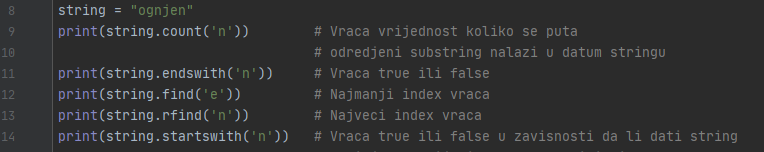 8 string = "ognjen"
9 print(string.count('n')) # Vraca vrijednost koliko se puta
10 # odredjeni substring nalazi u datum stringu
11 print(string.endswith('n')) # Vraca true ili false
12 print(string.find('e')) # Najmanji index vraca
13 print(string.rfind('n')) # Najveci index vraca
14 print(string.startswith('n')) # Vraca true ili false u zavisnosti da li dati string